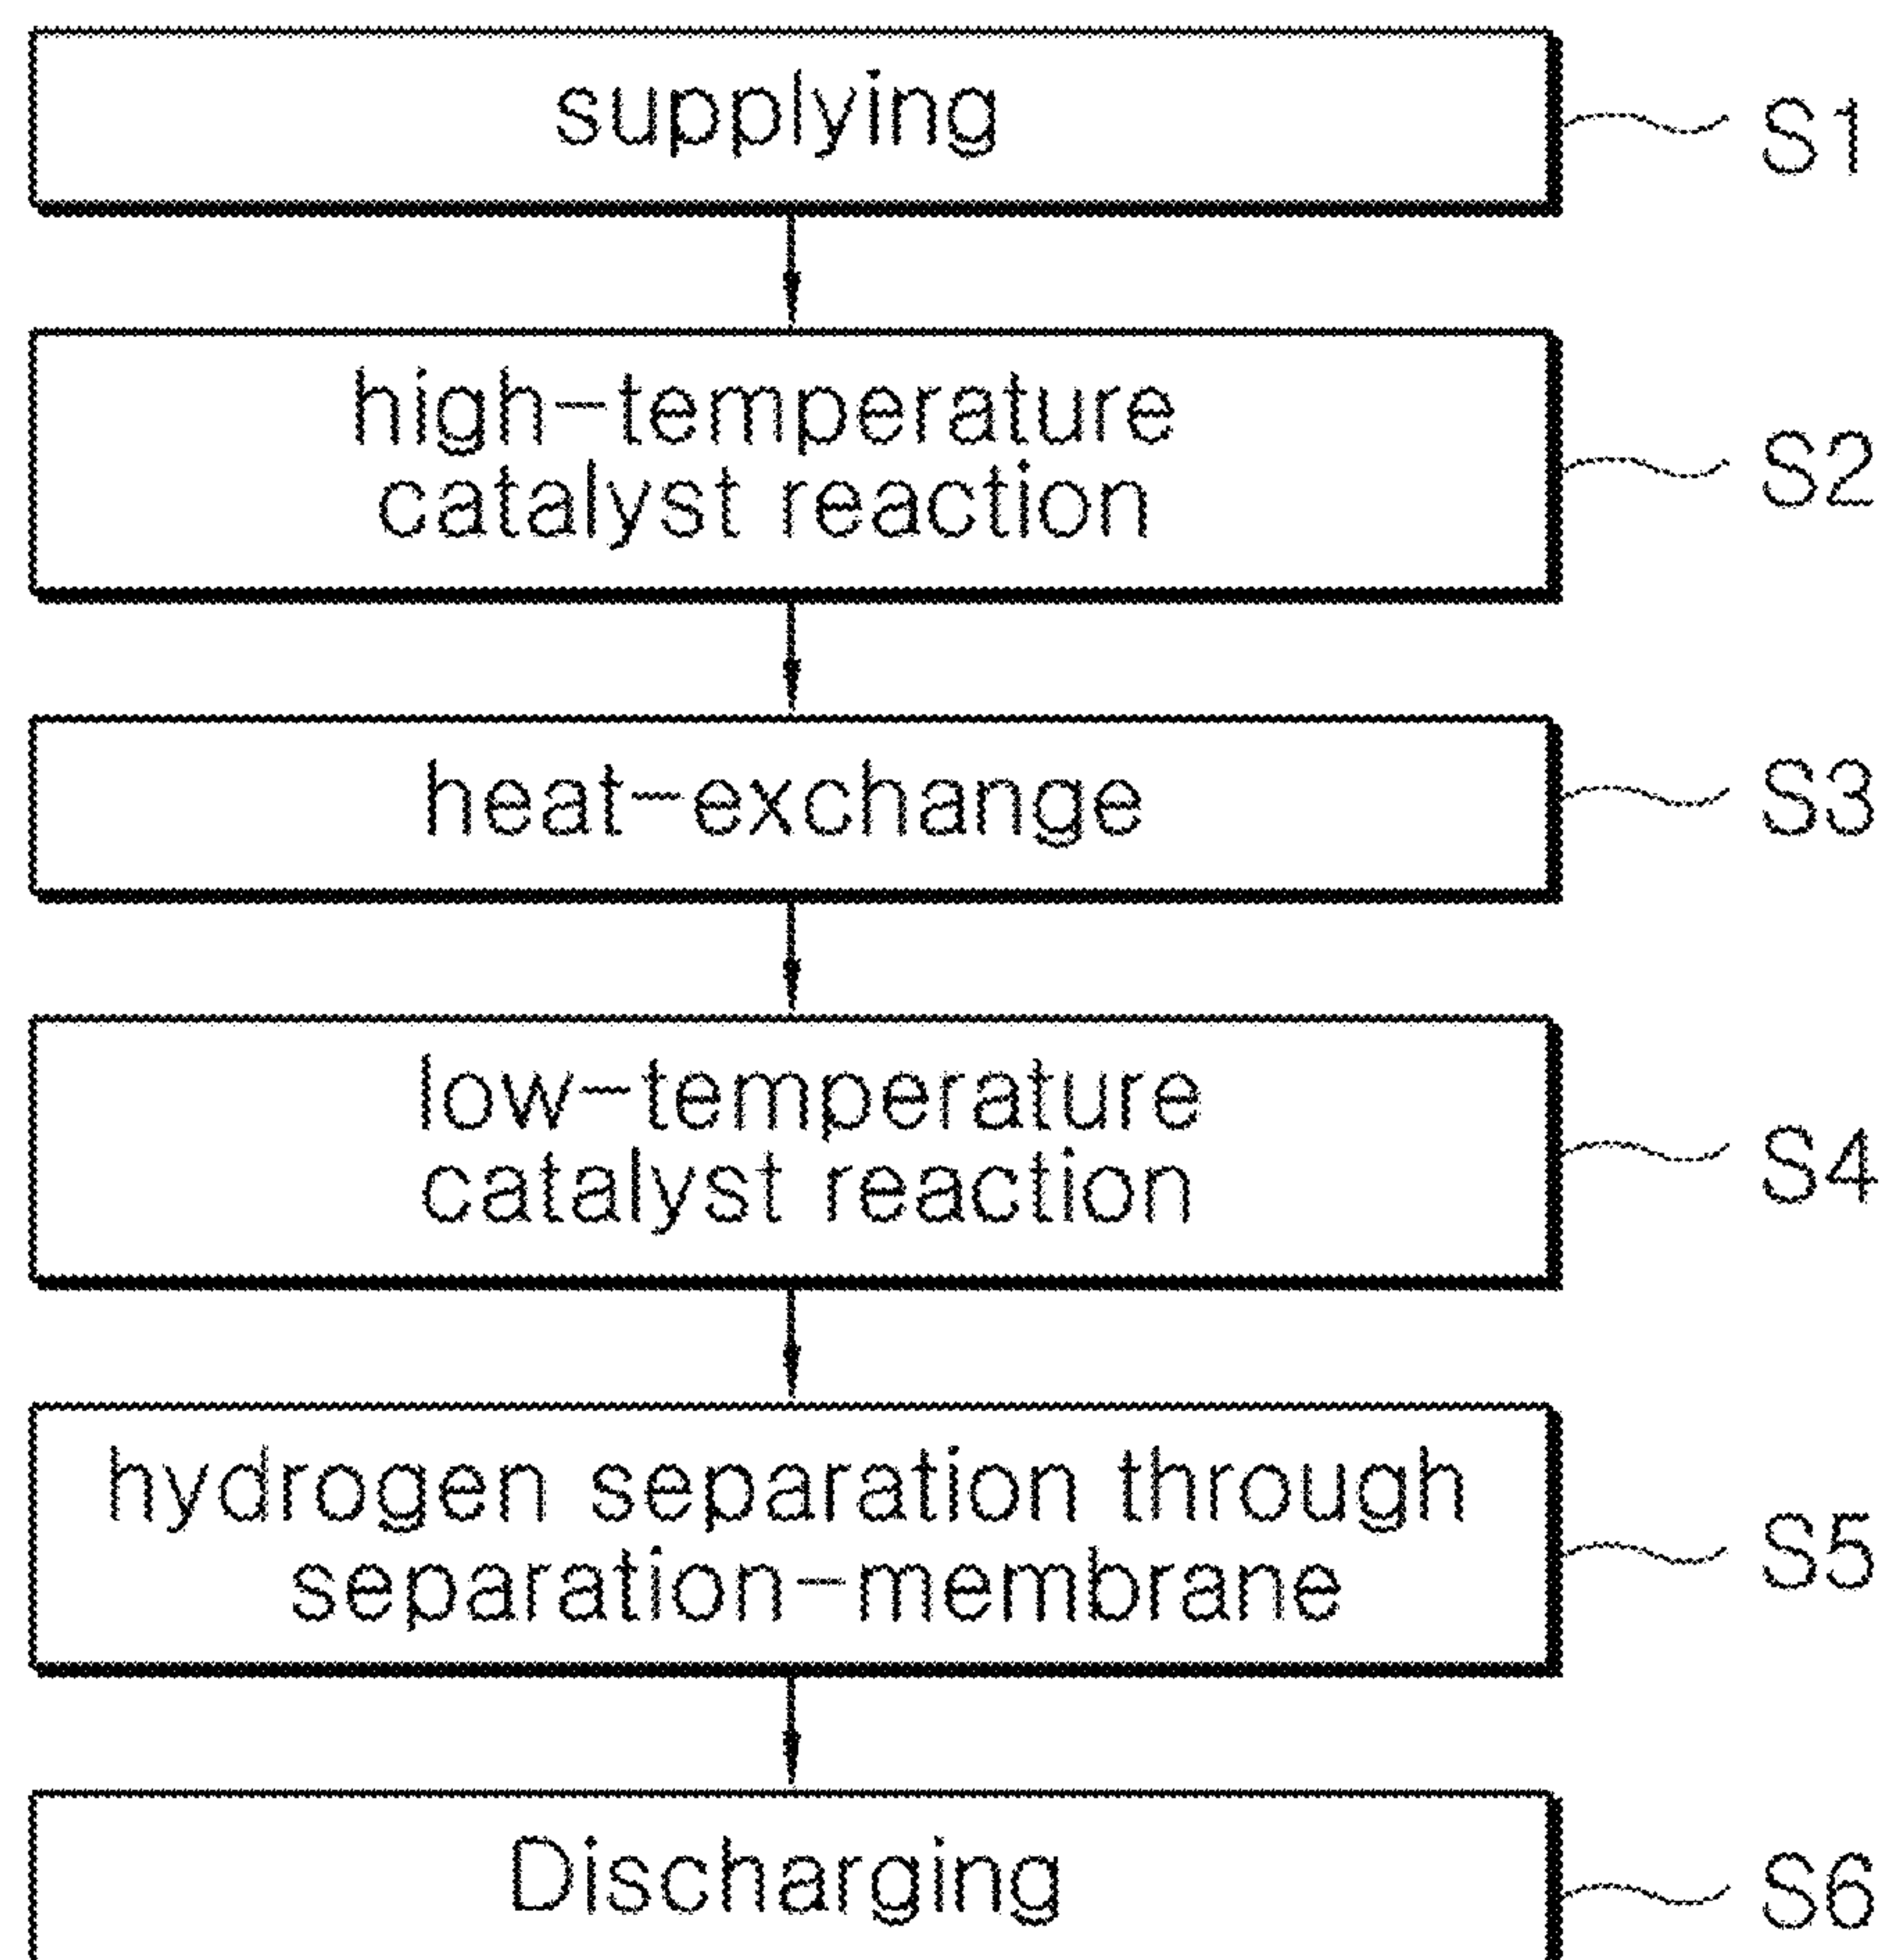 supplying
S1
high-temperature
catalyst reaction
S2
heat-exchange
S3
low-temperature
catalyst reaction
S4
hydrogen separation through
separation-membrane
S5
Discharging
S6